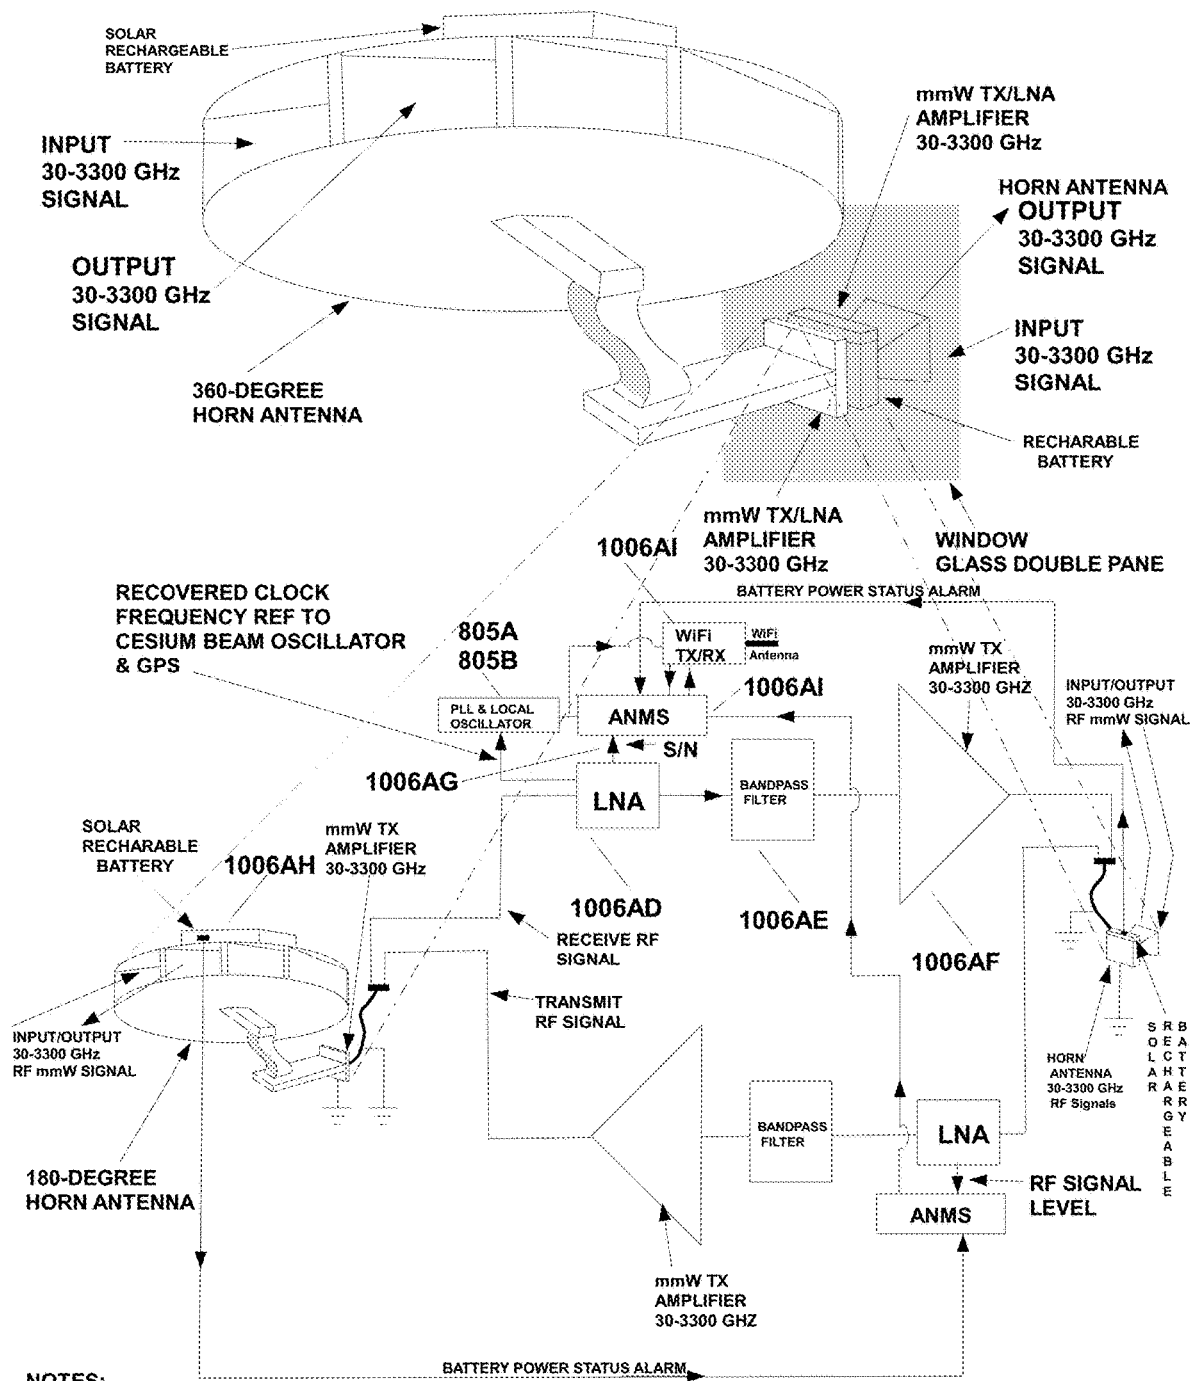 SOLAR
RECHARGEABLE
BATTERY
mmW TX/LNA
AMPLIFIER
30-3300 GHz
INPUT
30-3300 GHz
SIGNAL
HORN ANTENNA
OUTPUT
30-3300 GHz
SIGNAL
OUTPUT
30-3300 GHz
SIGNAL
INPUT
30-3300 GHz
SIGNAL
360-DEGREE
HORN ANTENNA
RECHARABLE
BATTERY
mmW TX/LNA
AMPLIFIER
30-3300 GHz
1006AI
WINDOW
GLASS DOUBLE PANE
BATTERY POWER STATUS ALARM
RECOVERED CLOCK
FREQUENCY REF TO
CESIUM BEAM OSCILLATOR
& GPS
805A
805B
WiFi
TX/RX
WiFi
Antenna
mmW TX
AMPLIFIER
30-3300 GHZ
INPUT/OUTPUT
30-3300 GHz
RF mmW SIGNAL
1006AI
PLL & LOCAL
OSCILLATOR
ANMS
S/N
1006AG
LNA
BANDPASS
FILTER
SOLAR
RECHARABLE
BATTERY
mmW TX
AMPLIFIER
30-3300 GHz
1006AH
1006AD
1006AE
1006AF
RECEIVE RF
SIGNAL
TRANSMIT
RF SIGNAL
INPUT/OUTPUT
30-3300 GHz
RF mmW SIGNAL
HORN
ANTENNA
30-3300 GHz
RF Signals
SOLAR
RECHARGEABLE
BATTERY
BANDPASS
FILTER
LNA
180-DEGREE
HORN ANTENNA
RF SIGNAL
LEVEL
ANMS
mmW TX
AMPLIFIER
30-3300 GHZ
BATTERY POWER STATUS ALARM
NOTES: